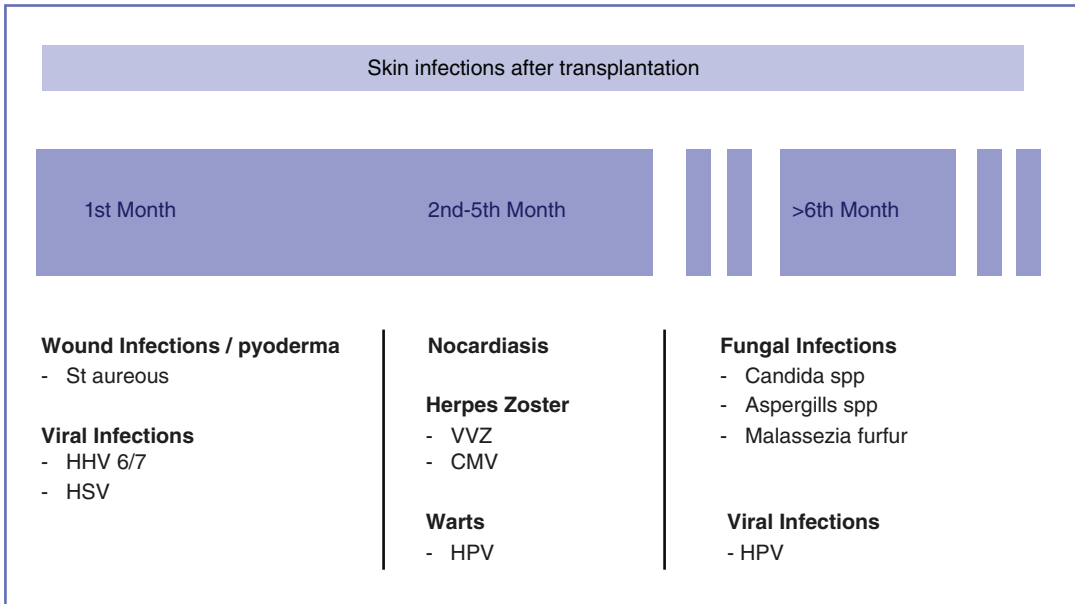 Skin infections after transplantation
1st Month
2nd-5th Month
>6th Month
Wound Infections / pyoderma
- St aureous
Viral Infections
- HHV 6/7
- HSV
Nocardiasis
Herpes Zoster
- VVZ
- CMV
Warts
- HPV
Fungal Infections
- Candida spp
- Aspergills spp
- Malassezia furfur
Viral Infections
- HPV